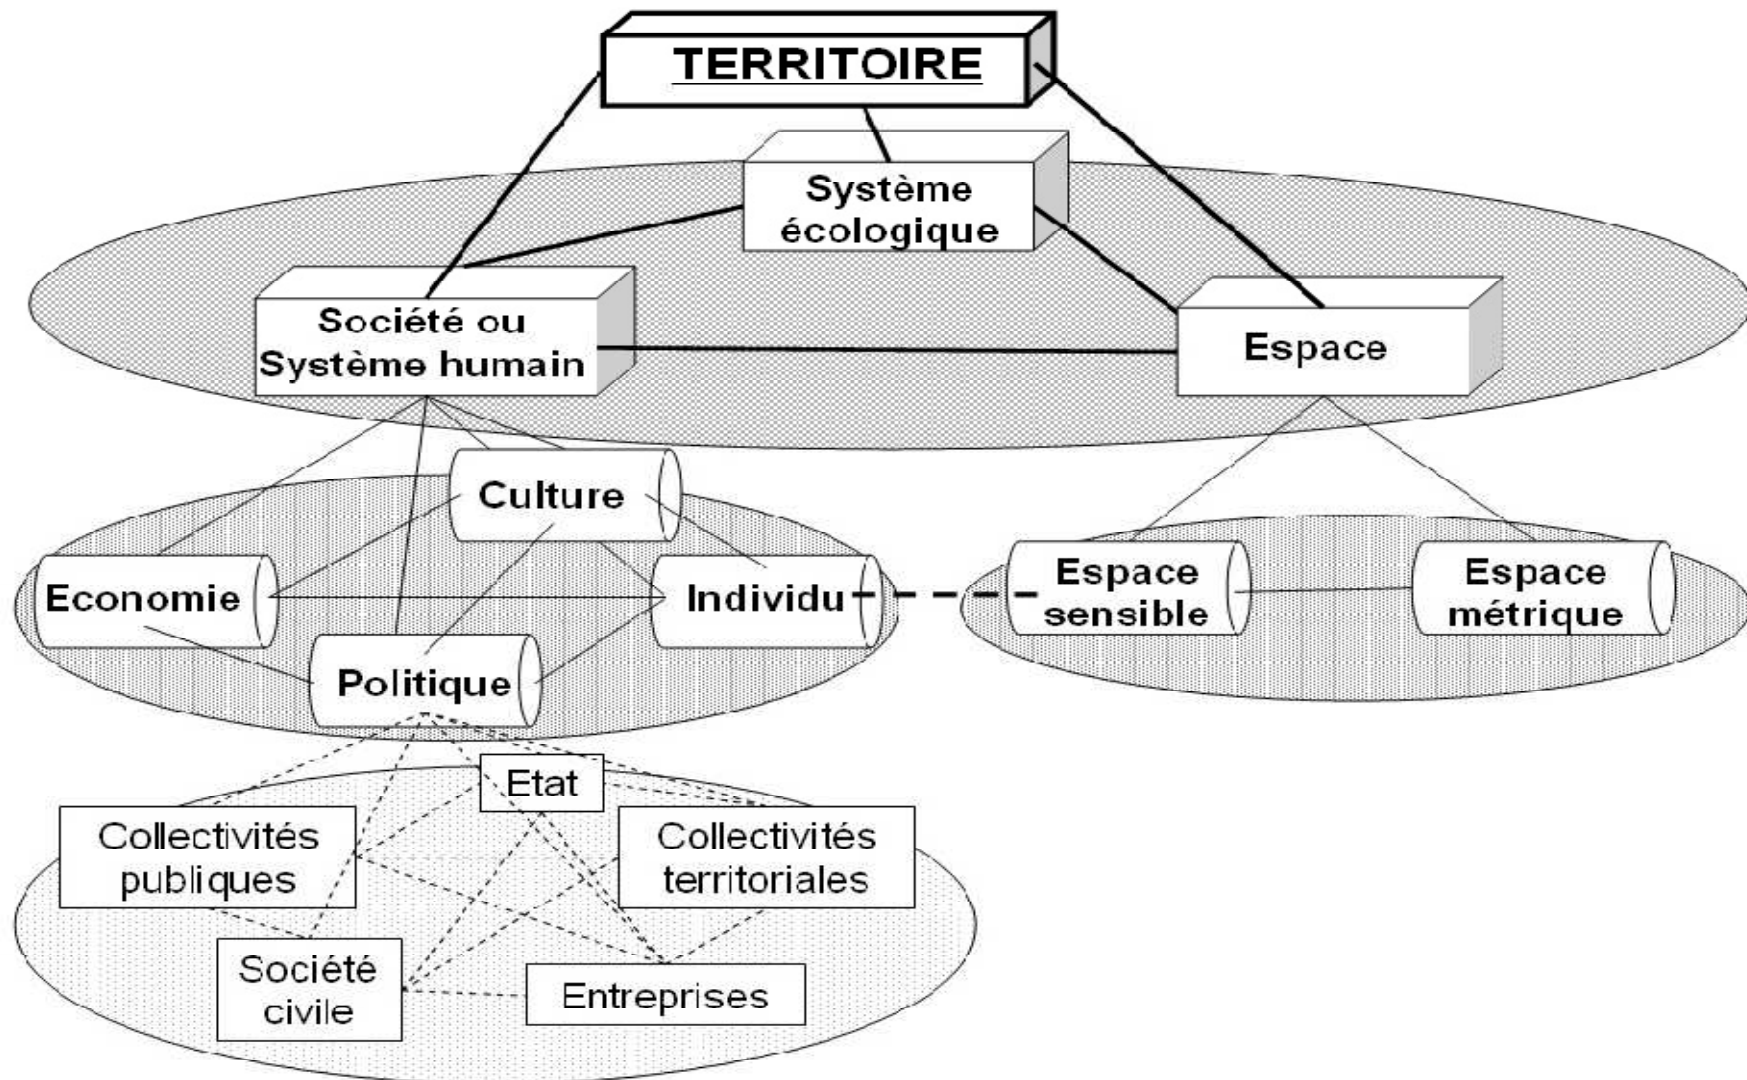 TERRITOIRE
Système
écologique
Société ou
Système humain
Espace
Culture
Economie
Individu
Politique
Espace
sensible
Espace
métrique
Etat
Collectivités
publiques
Collectivités
territoriales
Société
civile
Entreprises